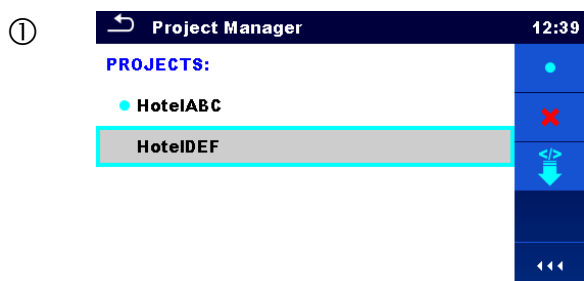 ①
Project Manager 12:39
PROJECTS:
HotelABC
HotelDEF
</>